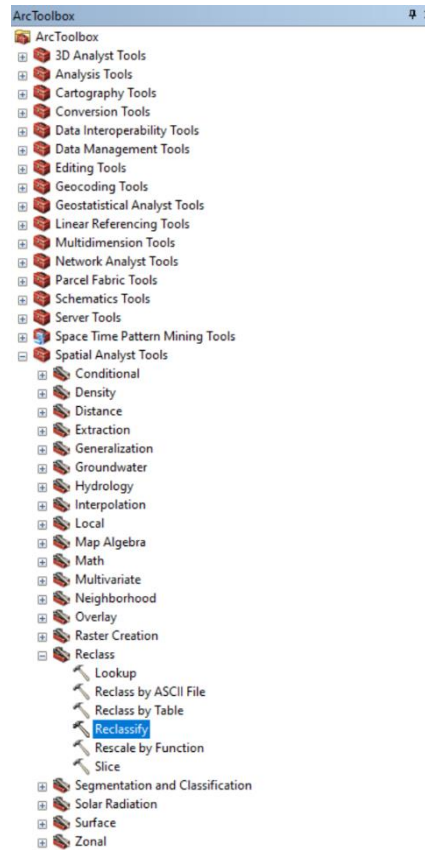 ArcToolbox
ArcToolbox
3D Analyst Tools
Analysis Tools
Cartography Tools
Conversion Tools
Data Interoperability Tools
Data Management Tools
Editing Tools
Geocoding Tools
Geostatistical Analyst Tools
Linear Referencing Tools
Multidimension Tools
Network Analyst Tools
Parcel Fabric Tools
Schematics Tools
Server Tools
Space Time Pattern Mining Tools
Spatial Analyst Tools
Conditional
Density
Distance
Extraction
Generalization
Groundwater
Hydrology
Interpolation
Local
Map Algebra
Math
Multivariate
Neighborhood
Overlay
Raster Creation
Reclass
Lookup
Reclass by ASCII File
Reclass by Table
Reclassify
Rescale by Function
Slice
Segmentation and Classification
Solar Radiation
Surface
Zonal